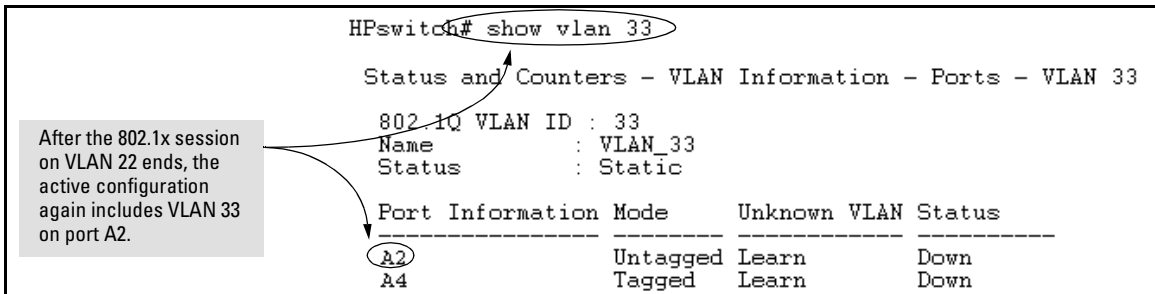 HPswitch# show vlan 33
Status and Counters - VLAN Information - Ports - VLAN 33
802.1Q VLAN ID : 33
Name : VLAN_33
Status : Static
Port Information Mode Unknown VLAN Status
---------------- -------- ------------ ----------
A2 Untagged Learn Down
A4 Tagged Learn Down
After the 802.1x session
on VLAN 22 ends, the
active configuration
again includes VLAN 33
on port A2.